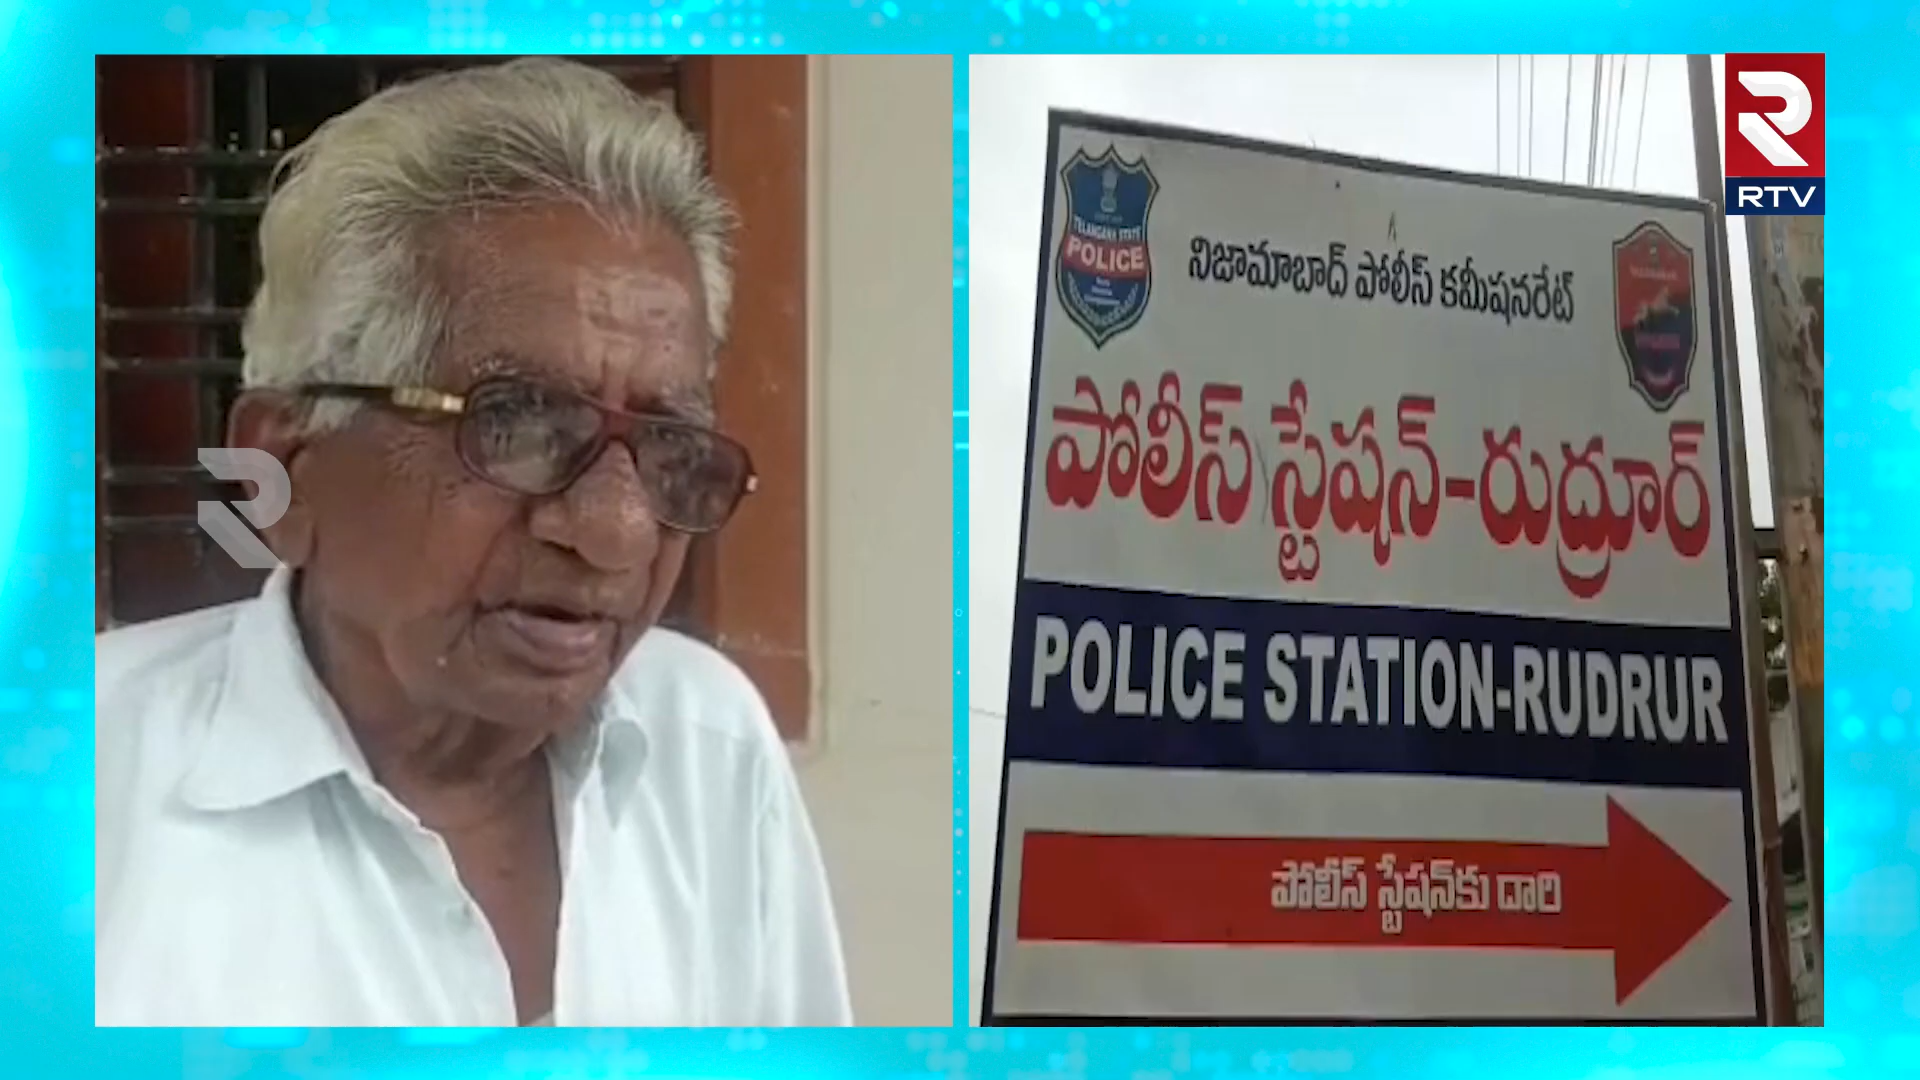 RTV
TELANGANA STATE
POLICE
నిజామాబాద్ పోలీస్ కమీషనరేట్
పోలీస్ స్టేషన్-రుద్రూర్
POLICE STATION-RUDRUR
పోలీస్ స్టేషన్‌కు దారి